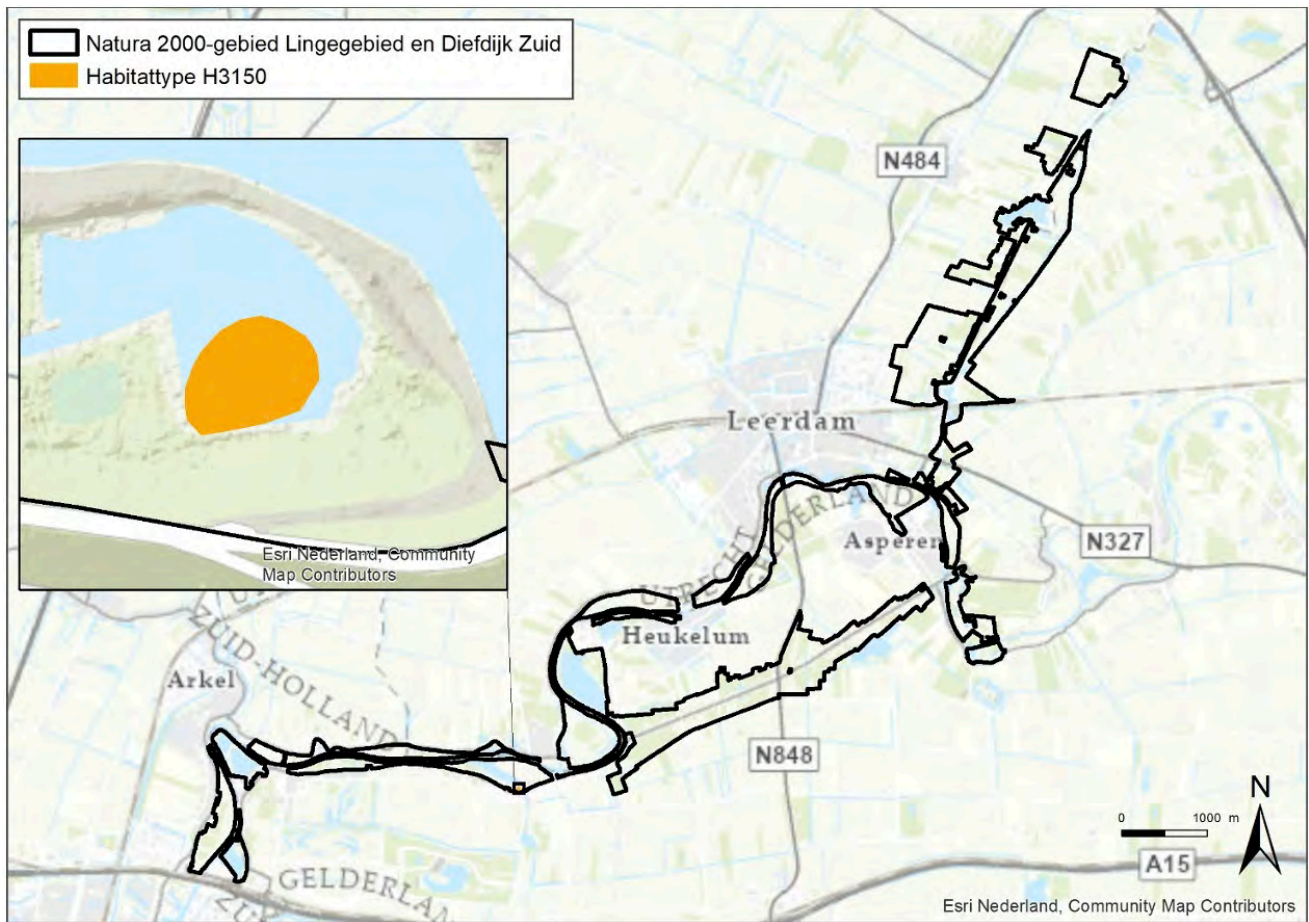 Natura 2000-gebied Lingegebied en Diefdijk Zuid
Habitattype H3150
N484
Leerdam
GELDERLAND
UTRECHT
Asperen
N327
Esri Nederland, Community
Map Contributors
Heukelum
ZUID-HOLLAND
Arkel
N848
N
0 1000 m
A15
GELDERLAN
Esri Nederland, Community Map Contributors